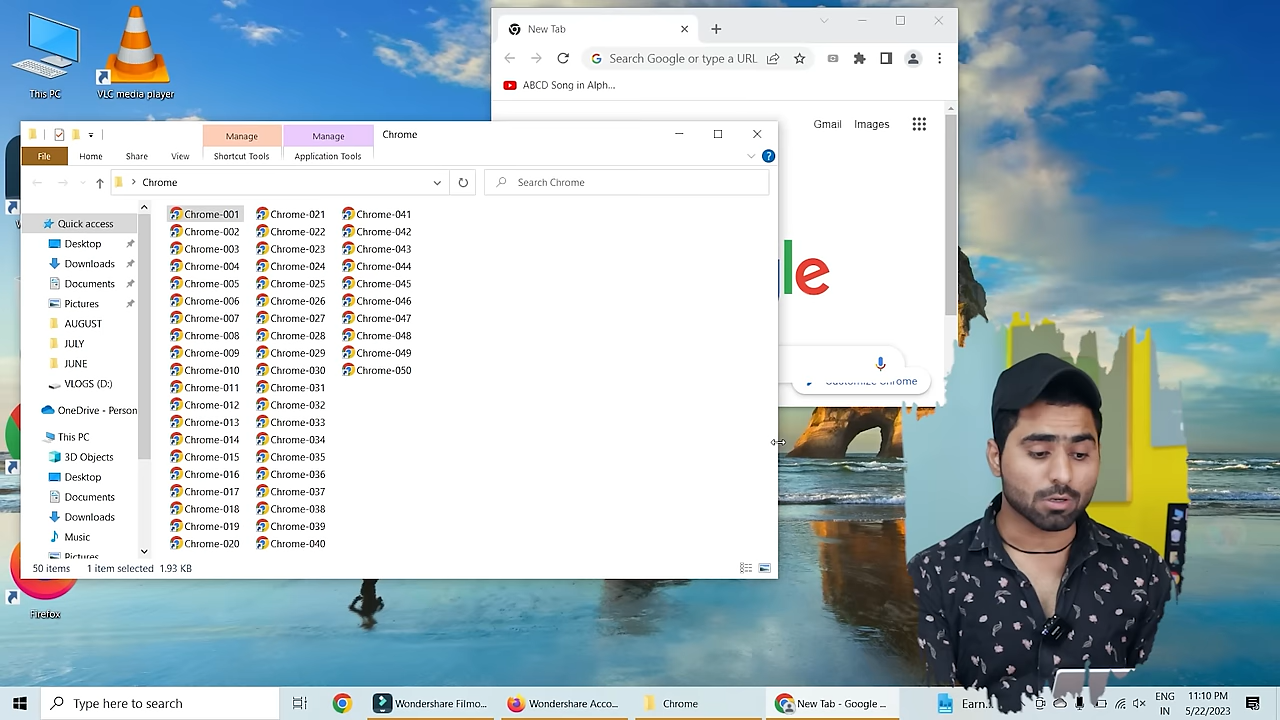 This PC
VLC media player
Firefox
New Tab
Search Google or type a URL
ABCD Song in Alph...
Gmail
Images
le
Customize Chrome
Manage
Manage
Chrome
File
Home
Share
View
Shortcut Tools
Application Tools
Chrome
Search Chrome
Quick access
Desktop
Downloads
Documents
Pictures
AUGUST
JULY
JUNE
VLOGS (D:)
OneDrive - Person
This PC
3D Objects
Desktop
Documents
Downloads
Music
Pictures
Chrome-001
Chrome-002
Chrome-003
Chrome-004
Chrome-005
Chrome-006
Chrome-007
Chrome-008
Chrome-009
Chrome-010
Chrome-011
Chrome-012
Chrome-013
Chrome-014
Chrome-015
Chrome-016
Chrome-017
Chrome-018
Chrome-019
Chrome-020
Chrome-021
Chrome-022
Chrome-023
Chrome-024
Chrome-025
Chrome-026
Chrome-027
Chrome-028
Chrome-029
Chrome-030
Chrome-031
Chrome-032
Chrome-033
Chrome-034
Chrome-035
Chrome-036
Chrome-037
Chrome-038
Chrome-039
Chrome-040
Chrome-041
Chrome-042
Chrome-043
Chrome-044
Chrome-045
Chrome-046
Chrome-047
Chrome-048
Chrome-049
Chrome-050
50 items 1 item selected 1.93 KB
Type here to search
Wondershare Filmo...
Wondershare Acco...
Chrome
New Tab - Google ...
Earn
ENG
IN
11:10 PM
5/22/2023